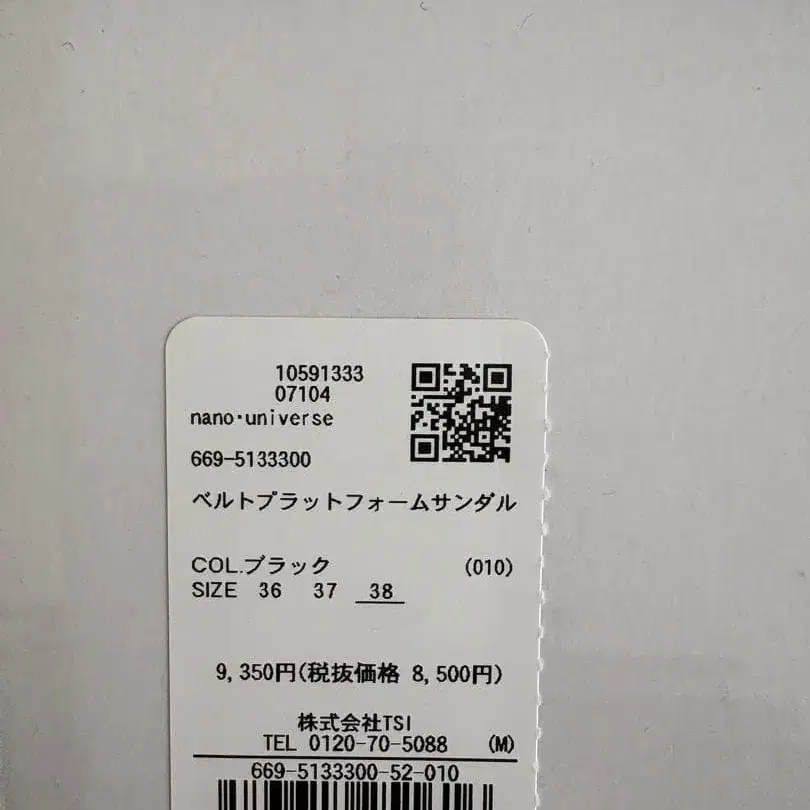 10591333
07104
nano・universe
669-5133300
ベルトプラットフォームサンダル
COL.ブラック (010)
SIZE 36 37 38
9,350円(税抜価格 8,500円)
株式会社TSI
TEL 0120-70-5088 (M)
669-5133300-52-010